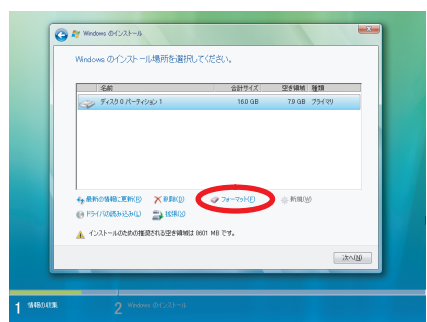 Windows のインストール
Windows のインストール場所を選択してください。
名前 合計サイズ 空き領域 種類
ディスク 0 パーティション 1 16.0 GB 7.9 GB プライマリ
最新の情報に更新(R) 削除(D) フォーマット(F) 新規(W)
ドライバの読み込み(L) 拡張(X)
インストールのための推奨される空き領域は 8601 MB です。
次へ(N)
1 情報の収集 2 Windows のインストール